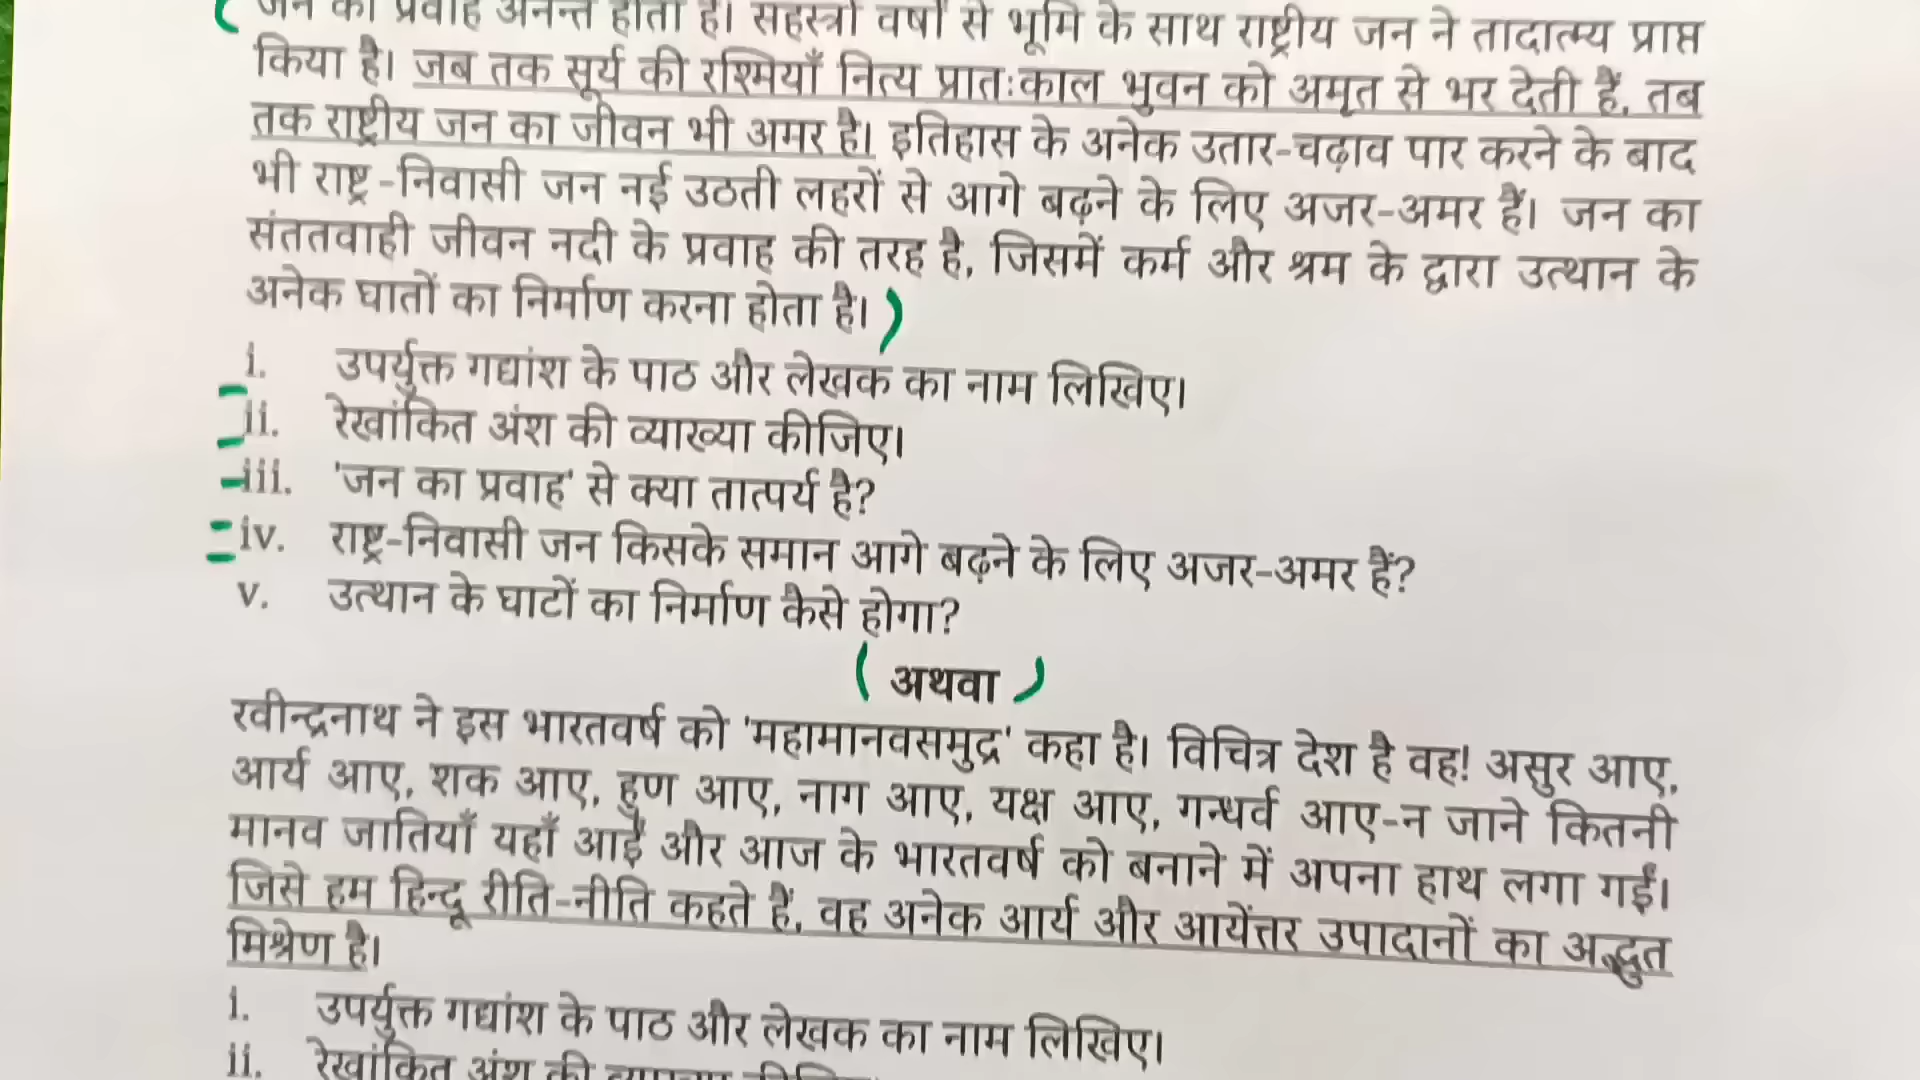 जन का प्रवाह अनन्त होता है। सहस्त्रों वर्षों से भूमि के साथ राष्ट्रीय जन ने तादात्म्य प्राप्त
किया है। जब तक सूर्य की रश्मियाँ नित्य प्रातःकाल भुवन को अमृत से भर देती हैं, तब
तक राष्ट्रीय जन का जीवन भी अमर है। इतिहास के अनेक उतार-चढ़ाव पार करने के बाद
भी राष्ट्र-निवासी जन नई उठती लहरों से आगे बढ़ने के लिए अजर-अमर हैं। जन का
संततवाही जीवन नदी के प्रवाह की तरह है, जिसमें कर्म और श्रम के द्वारा उत्थान के
अनेक घातों का निर्माण करना होता है।
i. उपर्युक्त गद्यांश के पाठ और लेखक का नाम लिखिए।
ii. रेखांकित अंश की व्याख्या कीजिए।
iii. 'जन का प्रवाह' से क्या तात्पर्य है?
iv. राष्ट्र-निवासी जन किसके समान आगे बढ़ने के लिए अजर-अमर हैं?
v. उत्थान के घाटों का निर्माण कैसे होगा?
( अथवा )
रवीन्द्रनाथ ने इस भारतवर्ष को 'महामानवसमुद्र' कहा है। विचित्र देश है वह! असुर आए,
आर्य आए, शक आए, हुण आए, नाग आए, यक्ष आए, गन्धर्व आए-न जाने कितनी
मानव जातियाँ यहाँ आईं और आज के भारतवर्ष को बनाने में अपना हाथ लगा गईं।
जिसे हम हिन्दू रीति-नीति कहते हैं, वह अनेक आर्य और आयेंत्तर उपादानों का अद्भुत
मिश्रेण है।
i. उपर्युक्त गद्यांश के पाठ और लेखक का नाम लिखिए।
ii. रेखांकित अंश की